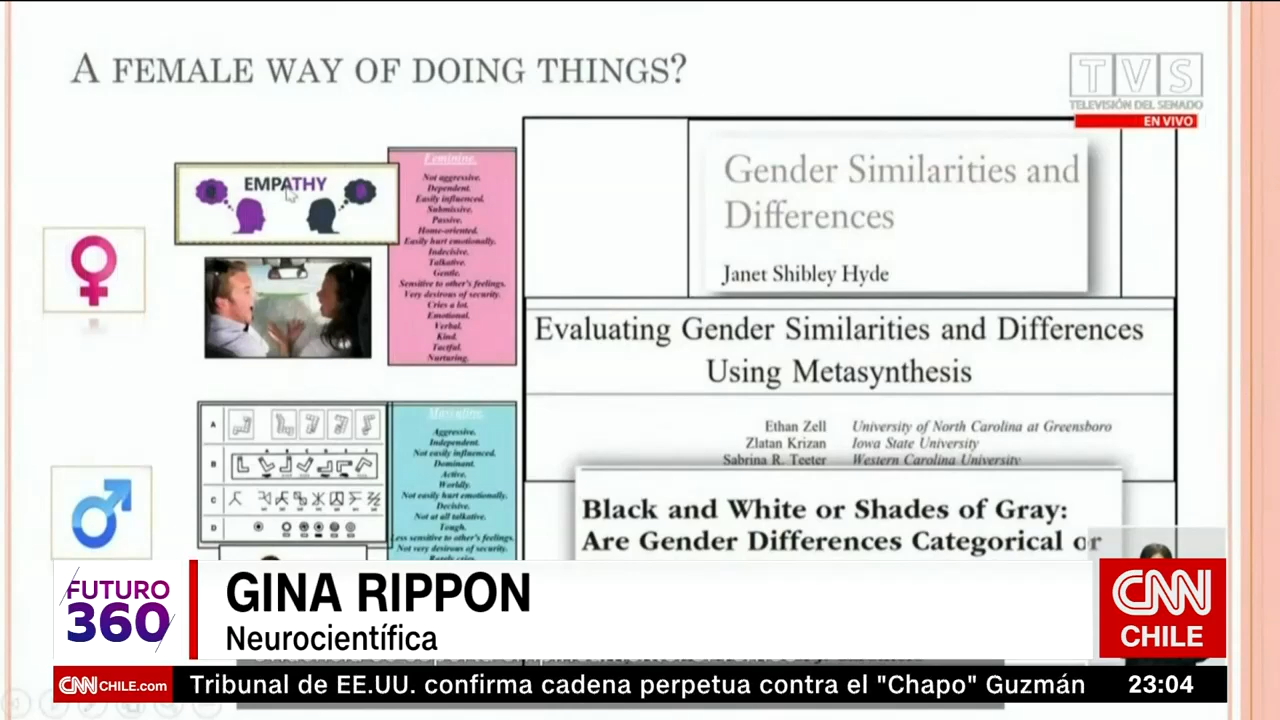 A FEMALE WAY OF DOING THINGS?
TVS
TELEVISIÓN DEL SENADO
EN VIVO
EMPATHY
Feminine.
Not aggressive.
Dependent.
Easily influenced.
Submissive.
Passive.
Home-oriented.
Easily hurt emotionally.
Indecisive.
Talkative.
Gentle.
Sensitive to other's feelings.
Very desirous of security.
Cries a lot.
Emotional.
Verbal.
Kind.
Tactful.
Nurturing.
Gender Similarities and
Differences
Janet Shibley Hyde
Evaluating Gender Similarities and Differences
Using Metasynthesis
Ethan Zell University of North Carolina at Greensboro
Zlatan Krizan Iowa State University
Sabrina R. Teeter Western Carolina University
A
B
C
D
Masculine.
Aggressive.
Independent.
Not easily influenced.
Dominant.
Active.
Worldly.
Not easily hurt emotionally.
Decisive.
Not at all talkative.
Tough.
Less sensitive to other's feelings.
Not very desirous of security.
Rarely cries.
Black and White or Shades of Gray:
Are Gender Differences Categorical or
FUTURO
360
GINA RIPPON
Neurocientífica
CNN
CHILE
CNNCHILE.com
Tribunal de EE.UU. confirma cadena perpetua contra el "Chapo" Guzmán
23:04